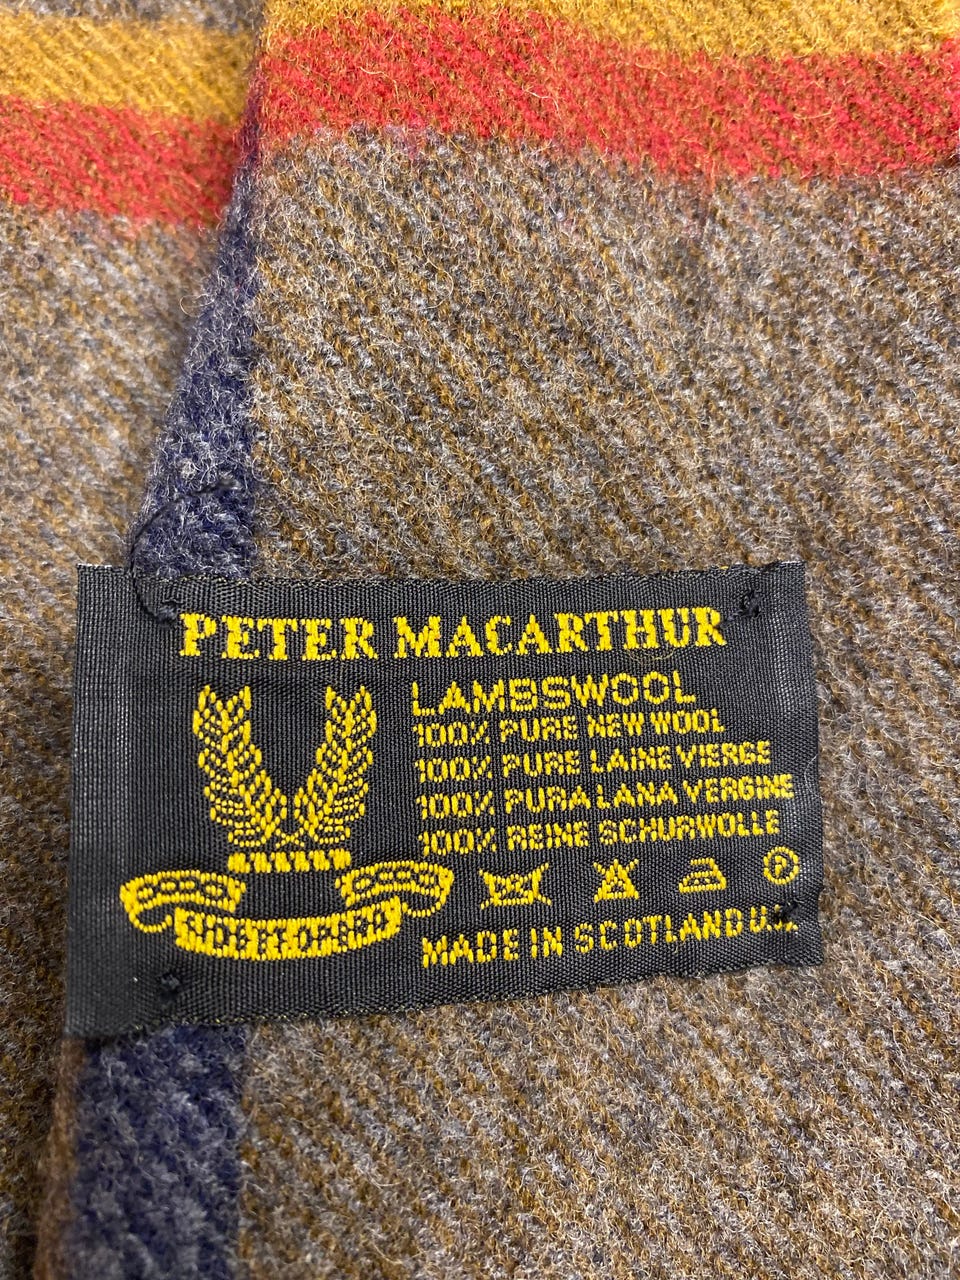 PETER MACARTHUR
LAMBSWOOL
100% PURE NEW WOOL
100% PURE LAINE VIERGE
100% PURA LANA VERGINE
100% REINE SCHURWOLLE
P
MADE IN SCOTLAND U.K.